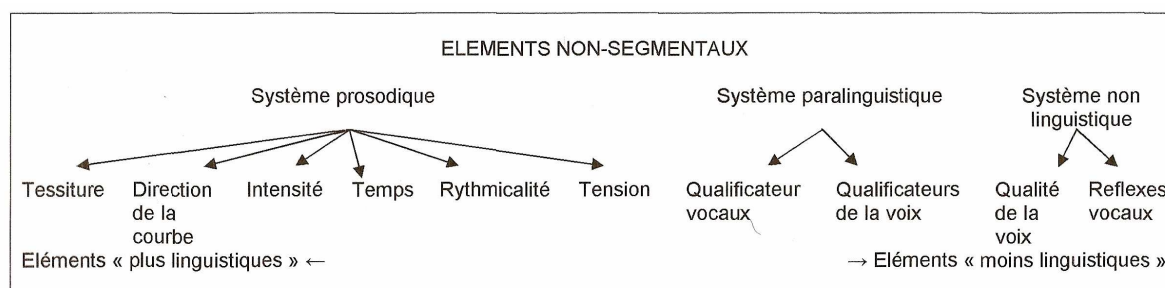 ELEMENTS NON-SEGMENTAUX
Système prosodique Système paralinguistique Système non
linguistique
Tessiture Direction Intensité Temps Rythmicalité Tension Qualificateur Qualificateurs Qualité Reflexes
de la vocaux de la voix de la vocaux
courbe voix
Eléments « plus linguistiques » ← → Eléments « moins linguistiques »